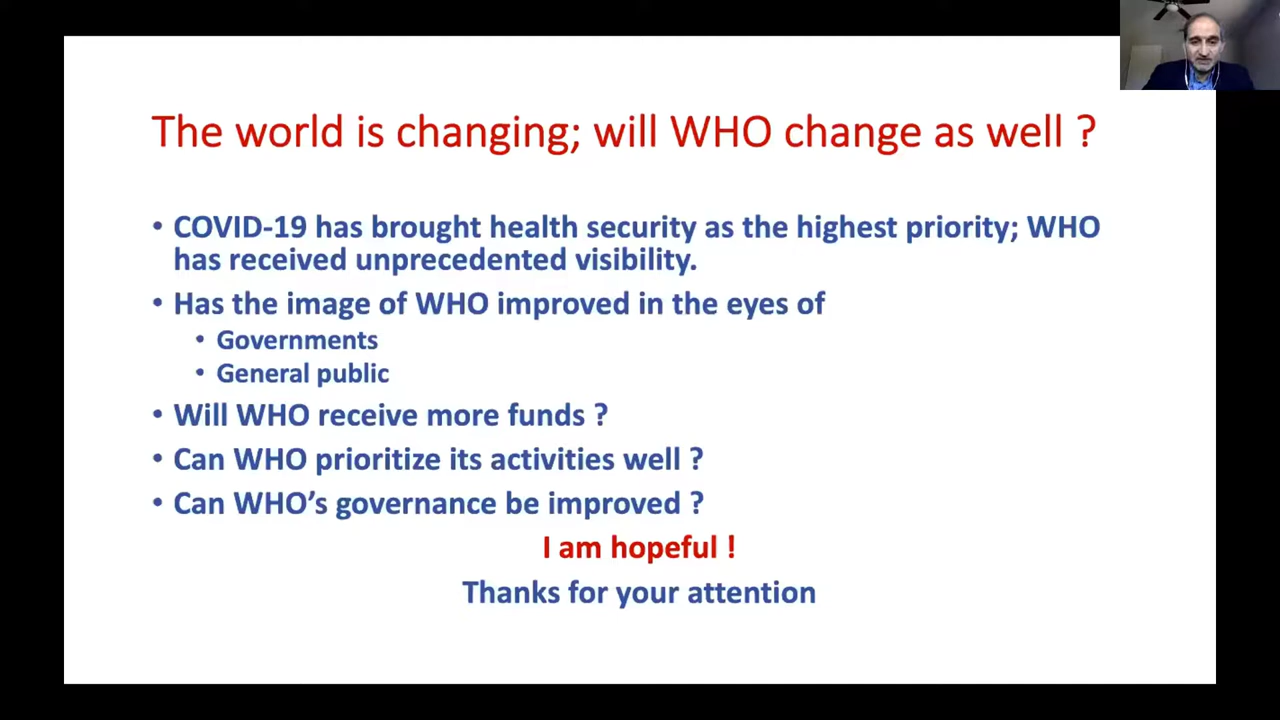 The world is changing; will WHO change as well ?
• COVID-19 has brought health security as the highest priority; WHO
has received unprecedented visibility.
• Has the image of WHO improved in the eyes of
• Governments
• General public
• Will WHO receive more funds ?
• Can WHO prioritize its activities well ?
• Can WHO’s governance be improved ?
I am hopeful !
Thanks for your attention